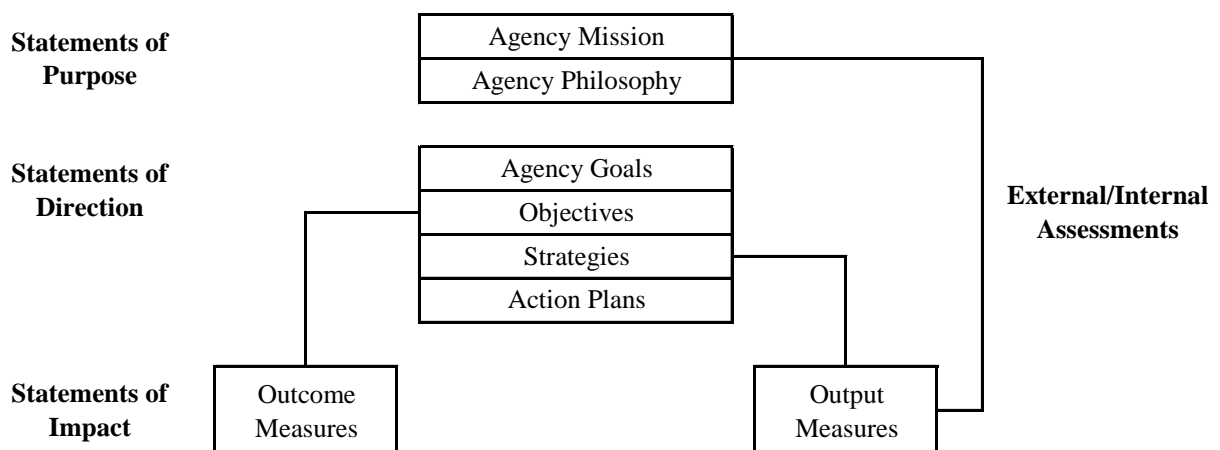 Statements of
Purpose
Agency Mission
Agency Philosophy
Statements of
Direction
Agency Goals
Objectives
Strategies
Action Plans
External/Internal
Assessments
Statements of
Impact
Outcome
Measures
Output
Measures